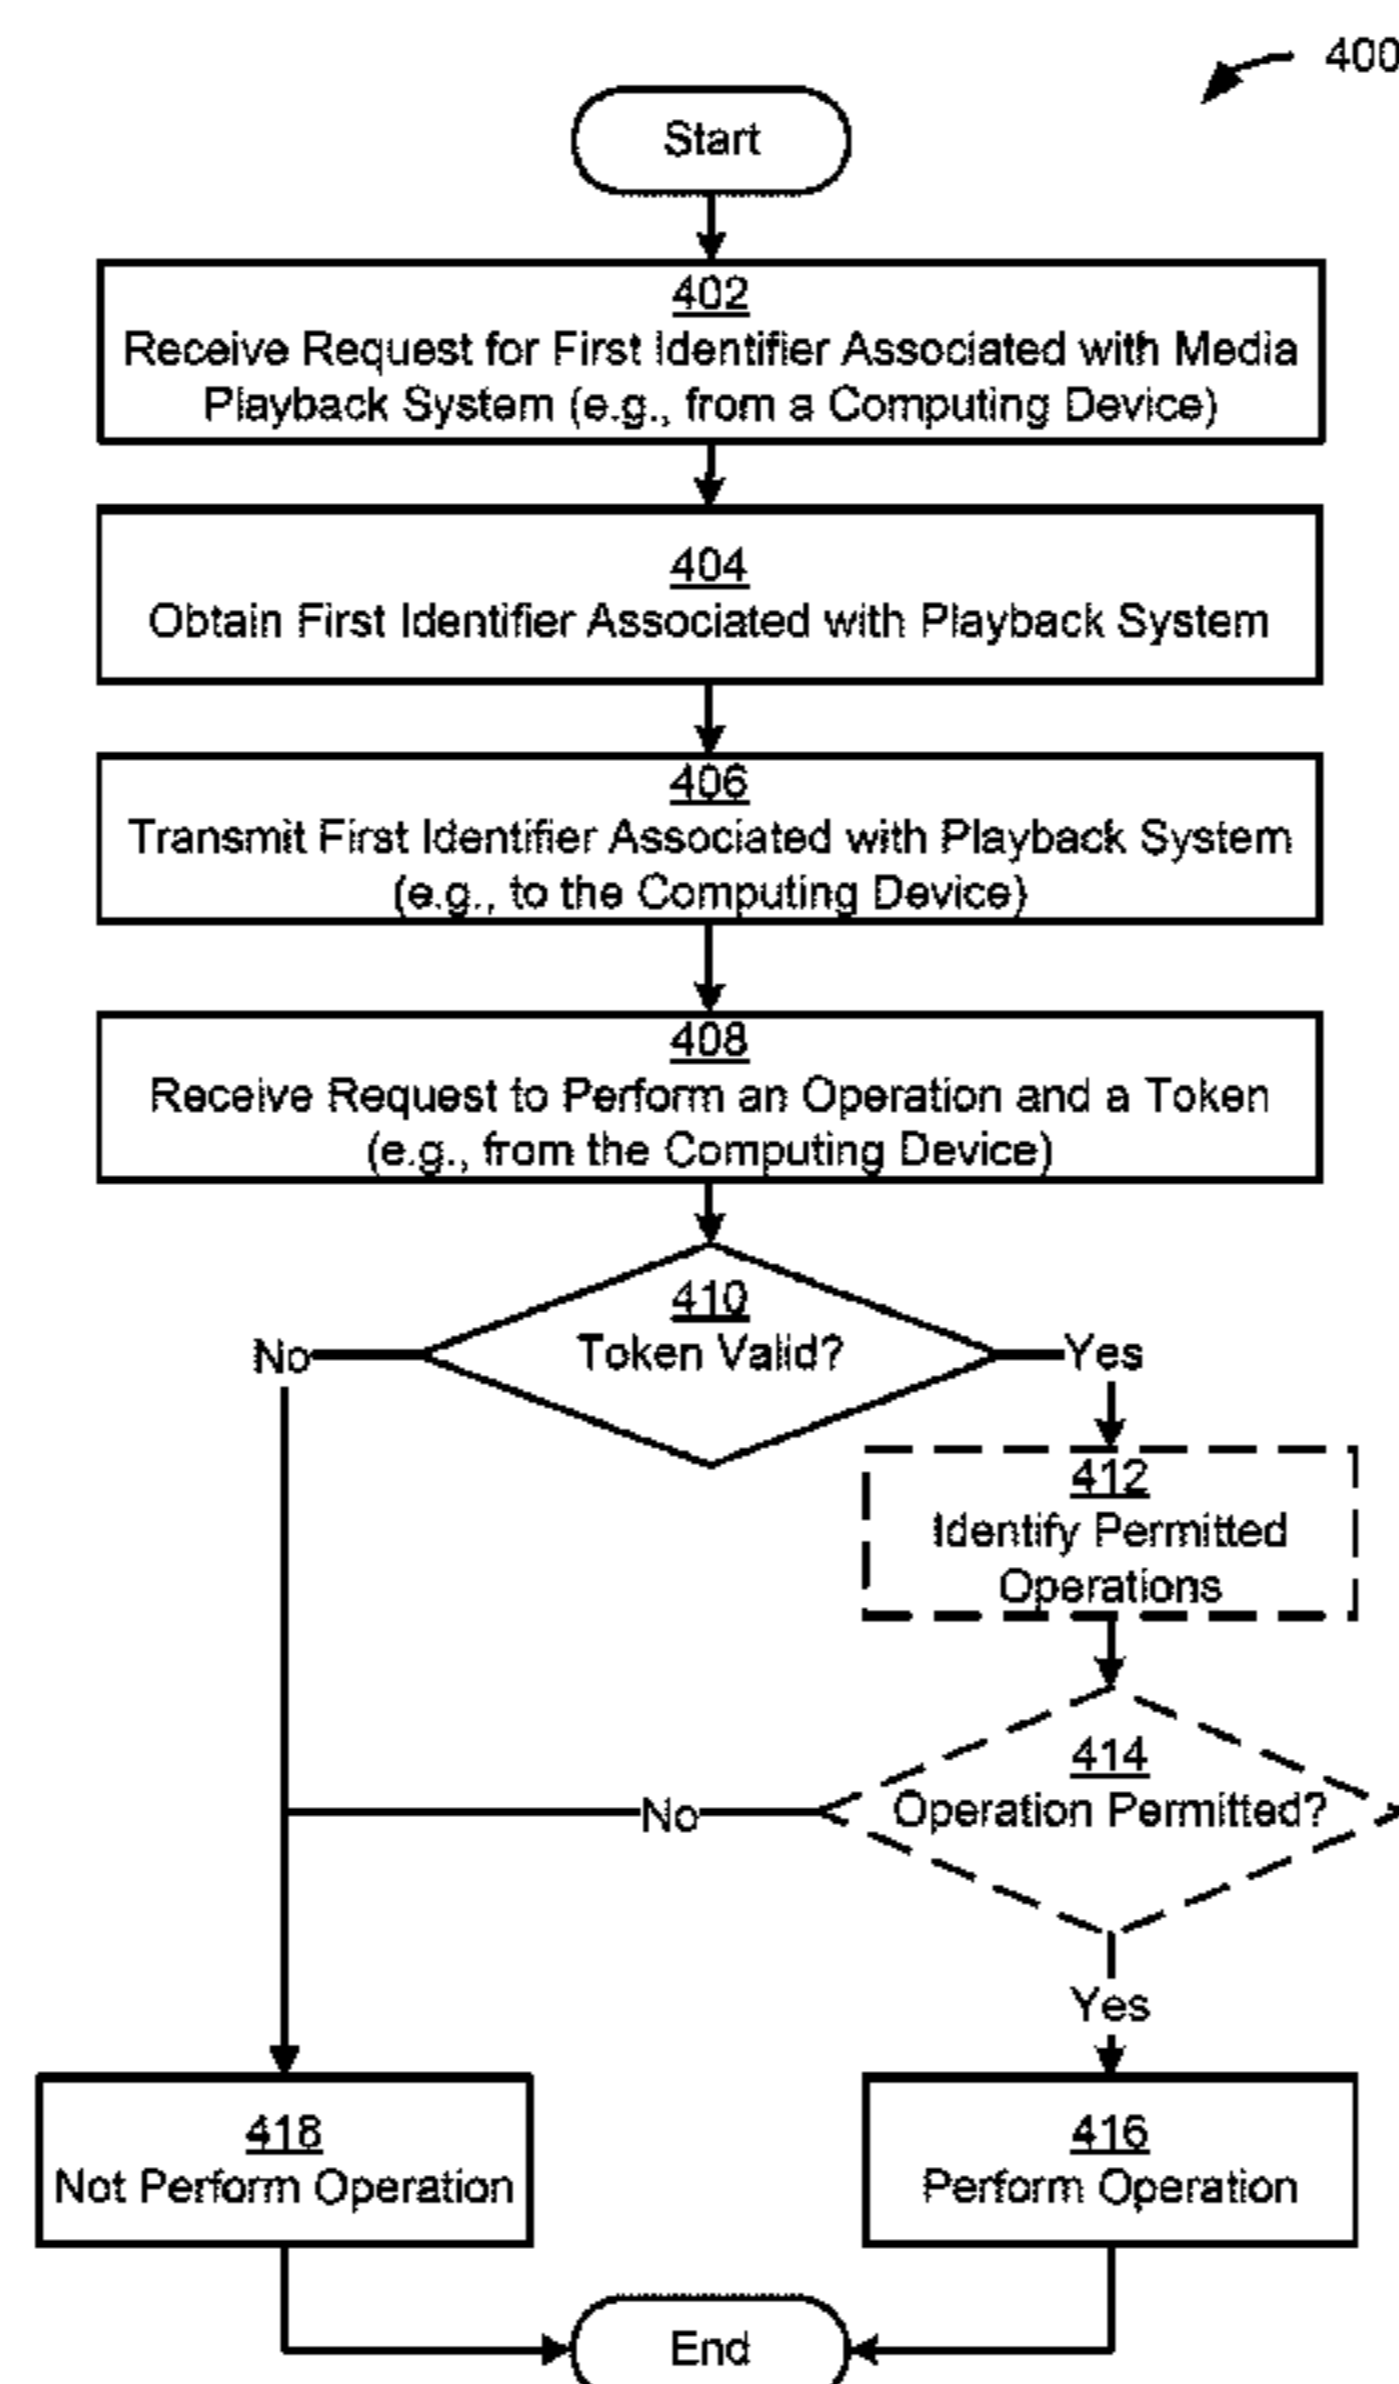 400
Start
402
Receive Request for First Identifier Associated with Media
Playback System (e.g., from a Computing Device)
404
Obtain First Identifier Associated with Playback System
406
Transmit First Identifier Associated with Playback System
(e.g., to the Computing Device)
408
Receive Request to Perform an Operation and a Token
(e.g., from the Computing Device)
410
Token Valid?
No
Yes
412
Identify Permitted
Operations
414
Operation Permitted?
No
Yes
418
Not Perform Operation
416
Perform Operation
End